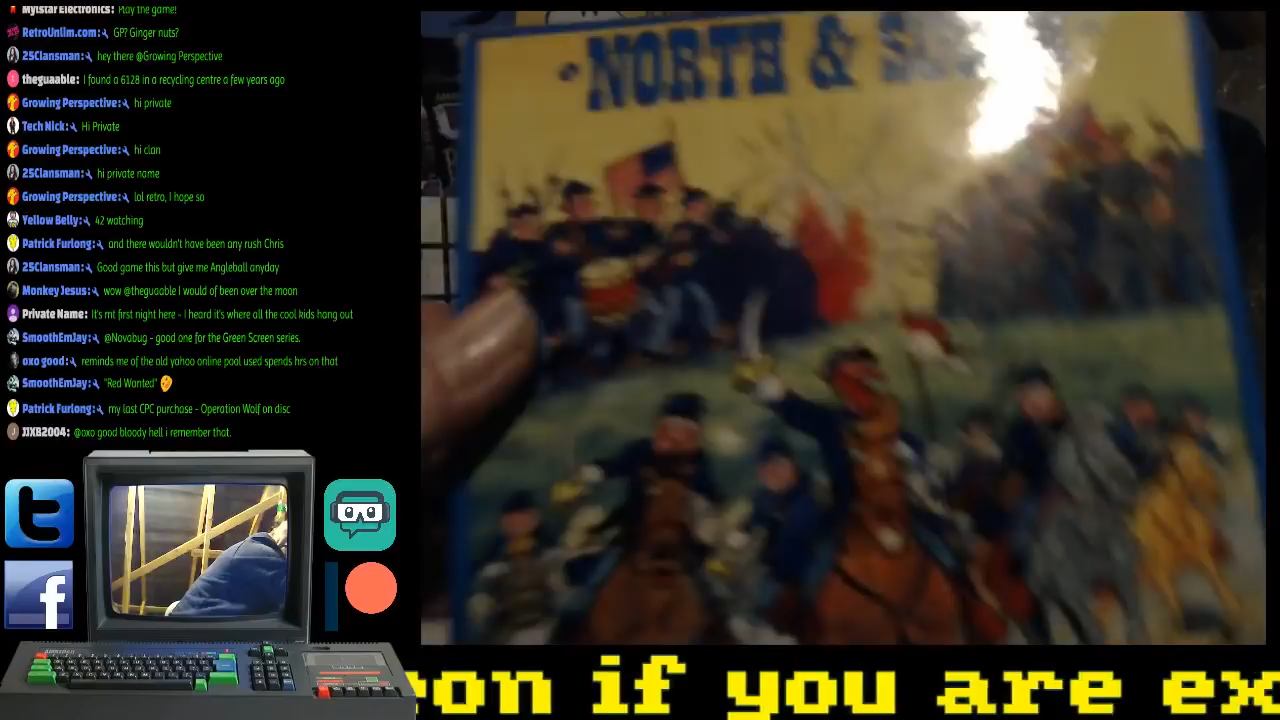 Mylstar Electronics: Play the game!
RetroUnlim.com: GP? Ginger nuts?
25Clansman: hey there @Growing Perspective
theguaable: I found a 6128 in a recycling centre a few years ago
Growing Perspective: hi private
Tech Nick: Hi Private
Growing Perspective: hi clan
25Clansman: hi private name
Growing Perspective: lol retro, I hope so
Yellow Belly: 42 watching
Patrick Furlong: and there wouldn't have been any rush Chris
25Clansman: Good game this but give me Angleball anyday
Monkey Jesus: wow @theguaable I would of been over the moon
Private Name: It's mt first night here - I heard it's where all the cool kids hang out
SmoothEmJay: @Novabug - good one for the Green Screen series.
oxo good: reminds me of the old yahoo online pool used spends hrs on that
SmoothEmJay: "Red Wanted"
Patrick Furlong: my last CPC purchase - Operation Wolf on disc
JJXB2004: @oxo good bloody hell i remember that.
NORTH &
eon if you are ex